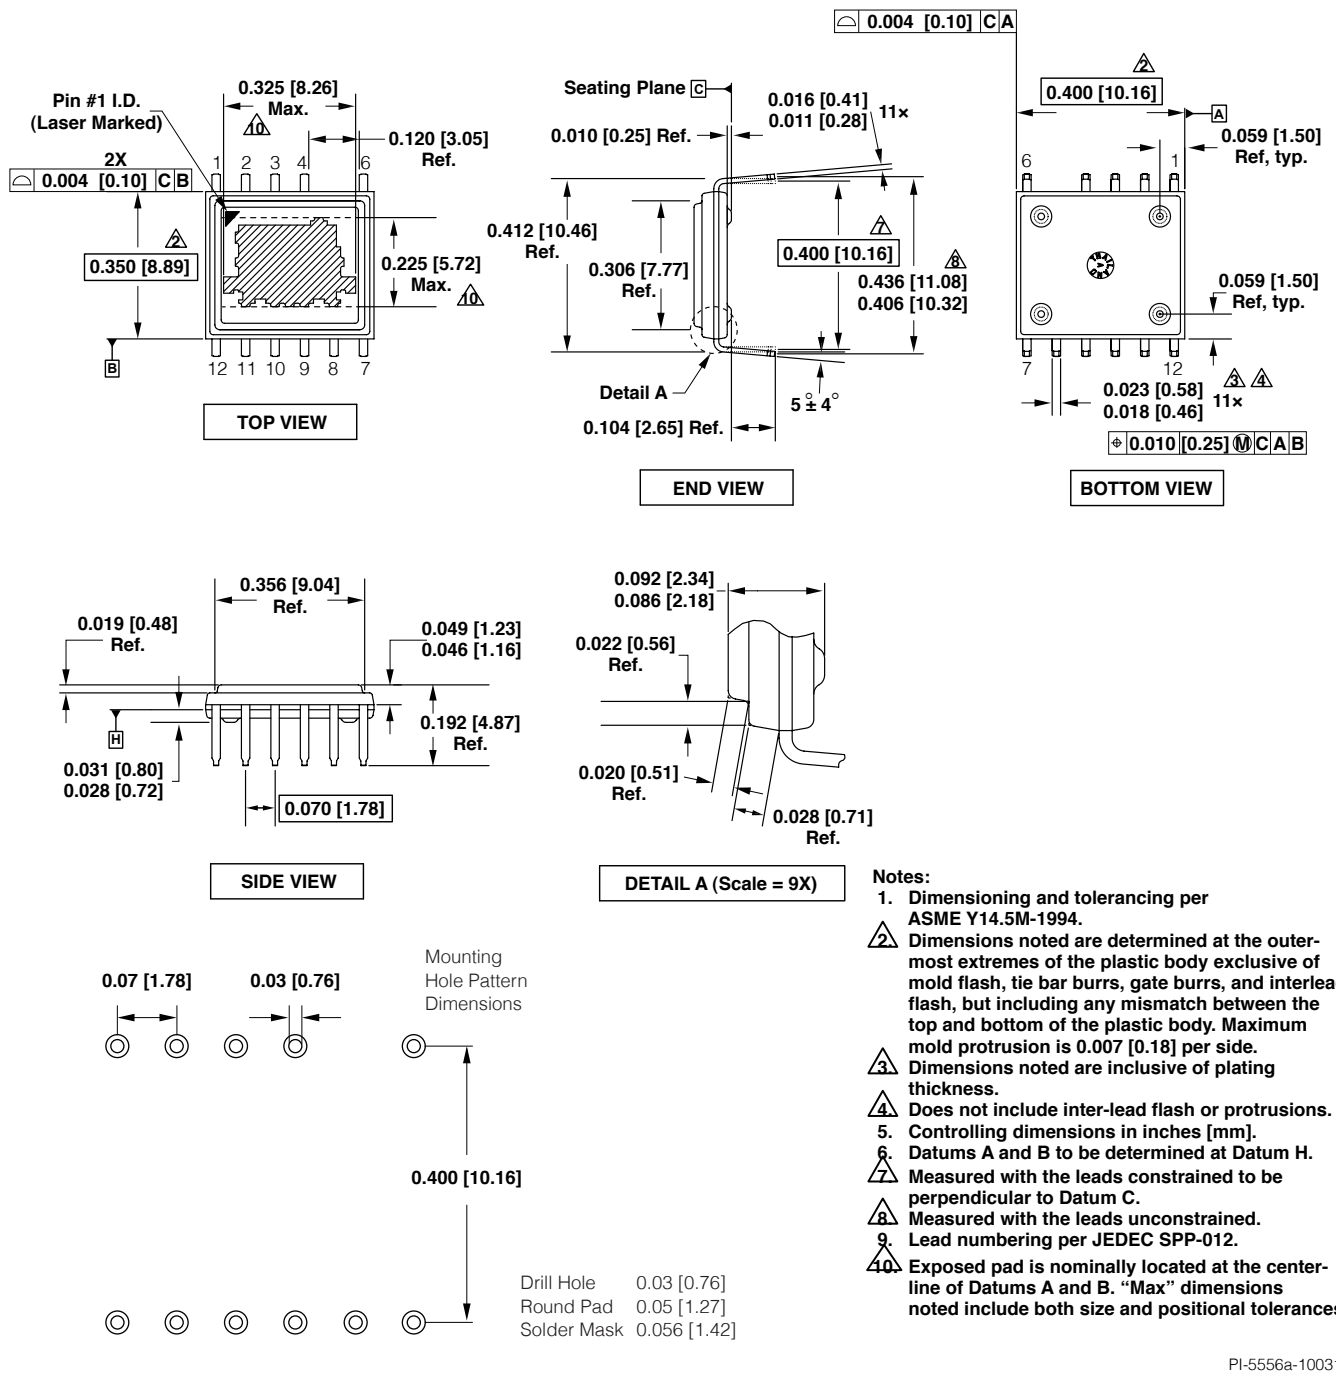 0.004 [0.10] C A
2
0.400 [10.16]
A
0.059 [1.50]
Ref, typ.
6 1
0.059 [1.50]
Ref, typ.
7 12
0.023 [0.58] 11×
0.018 [0.46]
3 4
0.010 [0.25] M C A B
BOTTOM VIEW
Pin #1 I.D.
(Laser Marked)
0.325 [8.26]
Max.
10
0.120 [3.05]
Ref.
2X
0.004 [0.10] C B
1 2 3 4 6
2
0.350 [8.89]
0.225 [5.72]
Max.
10
B
12 11 10 9 8 7
TOP VIEW
Seating Plane C
0.010 [0.25] Ref.
0.016 [0.41]
0.011 [0.28]
11×
0.412 [10.46]
Ref.
0.306 [7.77]
Ref.
7
0.400 [10.16]
8
0.436 [11.08]
0.406 [10.32]
Detail A
5° ± 4°
0.104 [2.65] Ref.
END VIEW
0.356 [9.04]
Ref.
0.019 [0.48]
Ref.
0.049 [1.23]
0.046 [1.16]
H
0.192 [4.87]
Ref.
0.031 [0.80]
0.028 [0.72]
0.070 [1.78]
SIDE VIEW
0.092 [2.34]
0.086 [2.18]
0.022 [0.56]
Ref.
0.020 [0.51]
Ref.
0.028 [0.71]
Ref.
DETAIL A (Scale = 9X)
Mounting
Hole Pattern
Dimensions
0.07 [1.78]
0.03 [0.76]
0.400 [10.16]
Drill Hole 0.03 [0.76]
Round Pad 0.05 [1.27]
Solder Mask 0.056 [1.42]
Notes:
1. Dimensioning and tolerancing per
ASME Y14.5M-1994.
2. Dimensions noted are determined at the outer-
most extremes of the plastic body exclusive of
mold flash, tie bar burrs, gate burrs, and interlea
flash, but including any mismatch between the
top and bottom of the plastic body. Maximum
mold protrusion is 0.007 [0.18] per side.
3. Dimensions noted are inclusive of plating
thickness.
4. Does not include inter-lead flash or protrusions.
5. Controlling dimensions in inches [mm].
6. Datums A and B to be determined at Datum H.
7. Measured with the leads constrained to be
perpendicular to Datum C.
8. Measured with the leads unconstrained.
9. Lead numbering per JEDEC SPP-012.
10. Exposed pad is nominally located at the center-
line of Datums A and B. “Max” dimensions
noted include both size and positional tolerances
PI-5556a-10031